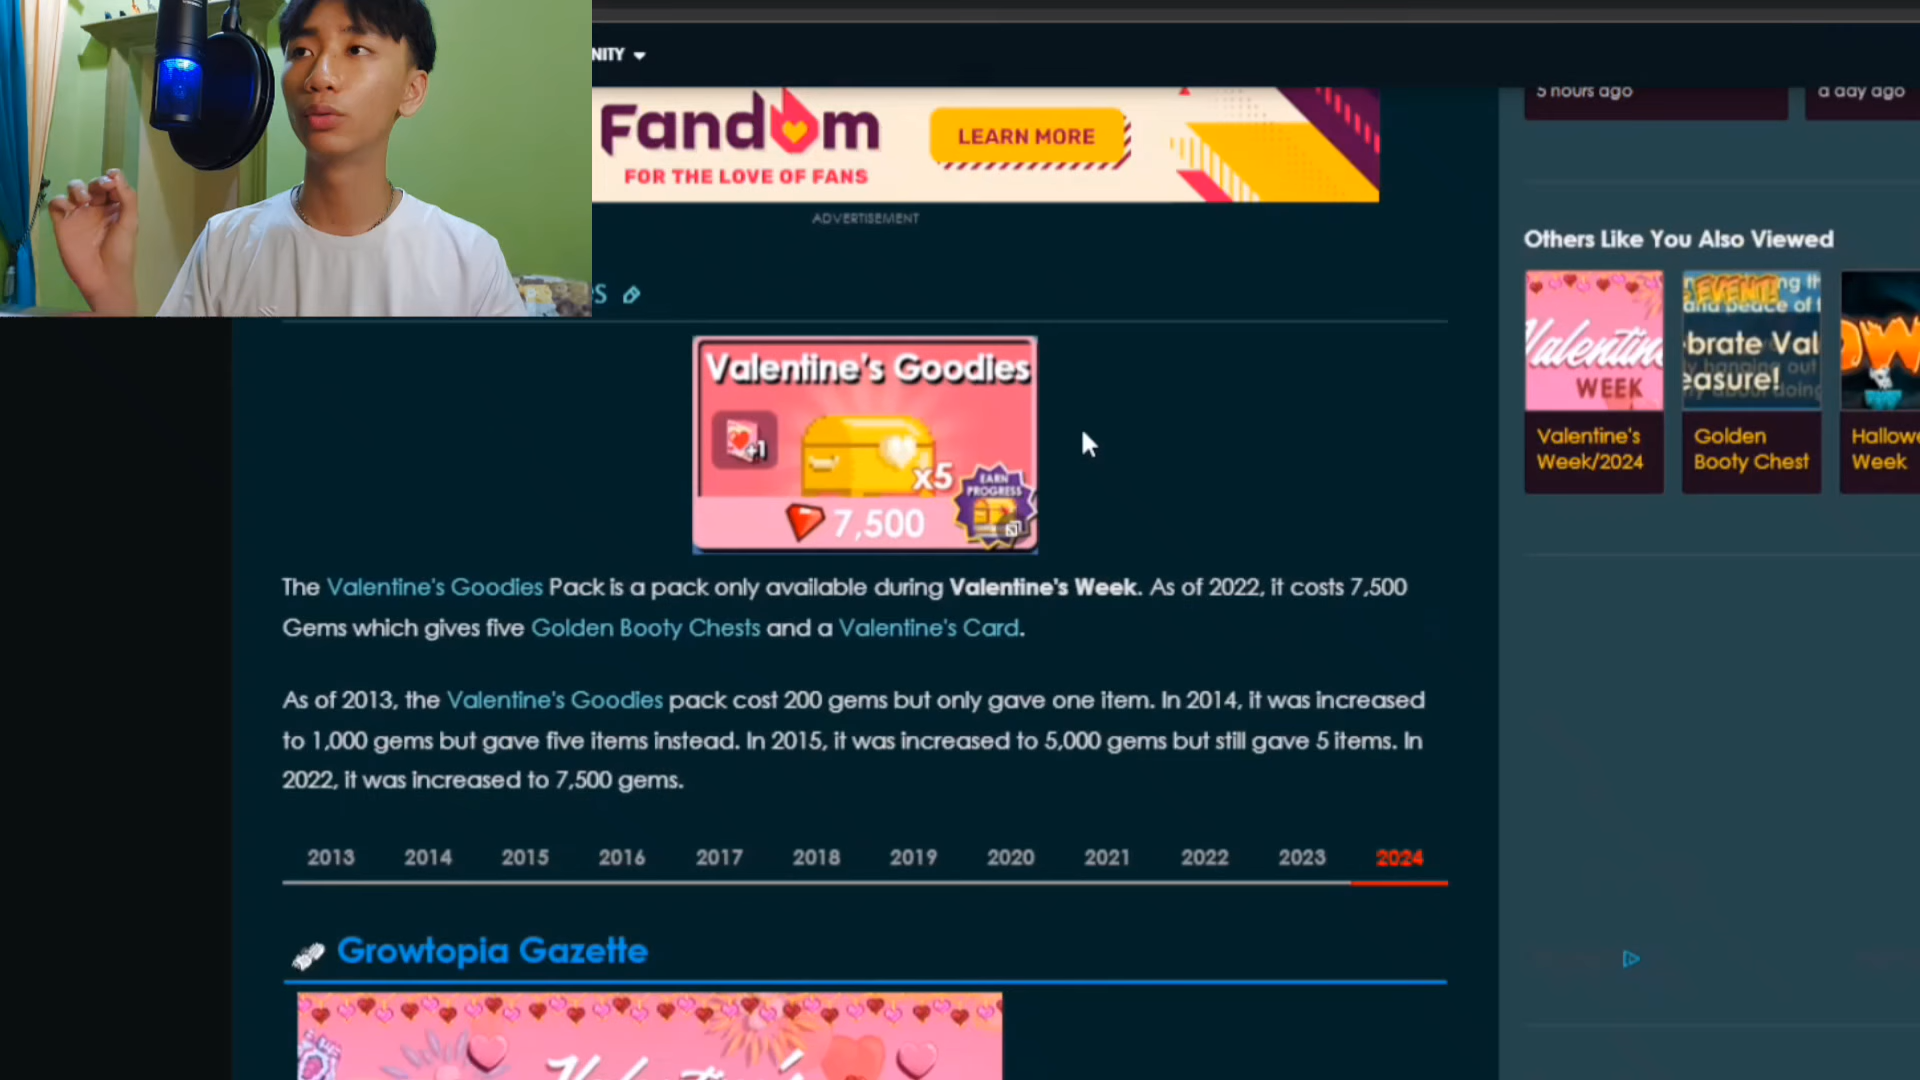 NITY
Fandom
FOR THE LOVE OF FANS
LEARN MORE
ADVERTISEMENT
5 hours ago
a day ago
Others Like You Also Viewed
Valentine's
WEEK
EVENT!
brate Val
easure!
Valentine's
Week/2024
Golden
Booty Chest
Week
Valentine's Goodies
+1
x5
EARN
PROGRESS
7,500
The Valentine's Goodies Pack is a pack only available during Valentine's Week. As of 2022, it costs 7,500
Gems which gives five Golden Booty Chests and a Valentine's Card.
As of 2013, the Valentine's Goodies pack cost 200 gems but only gave one item. In 2014, it was increased
to 1,000 gems but gave five items instead. In 2015, it was increased to 5,000 gems but still gave 5 items. In
2022, it was increased to 7,500 gems.
2013 2014 2015 2016 2017 2018 2019 2020 2021 2022 2023 2024
Growtopia Gazette